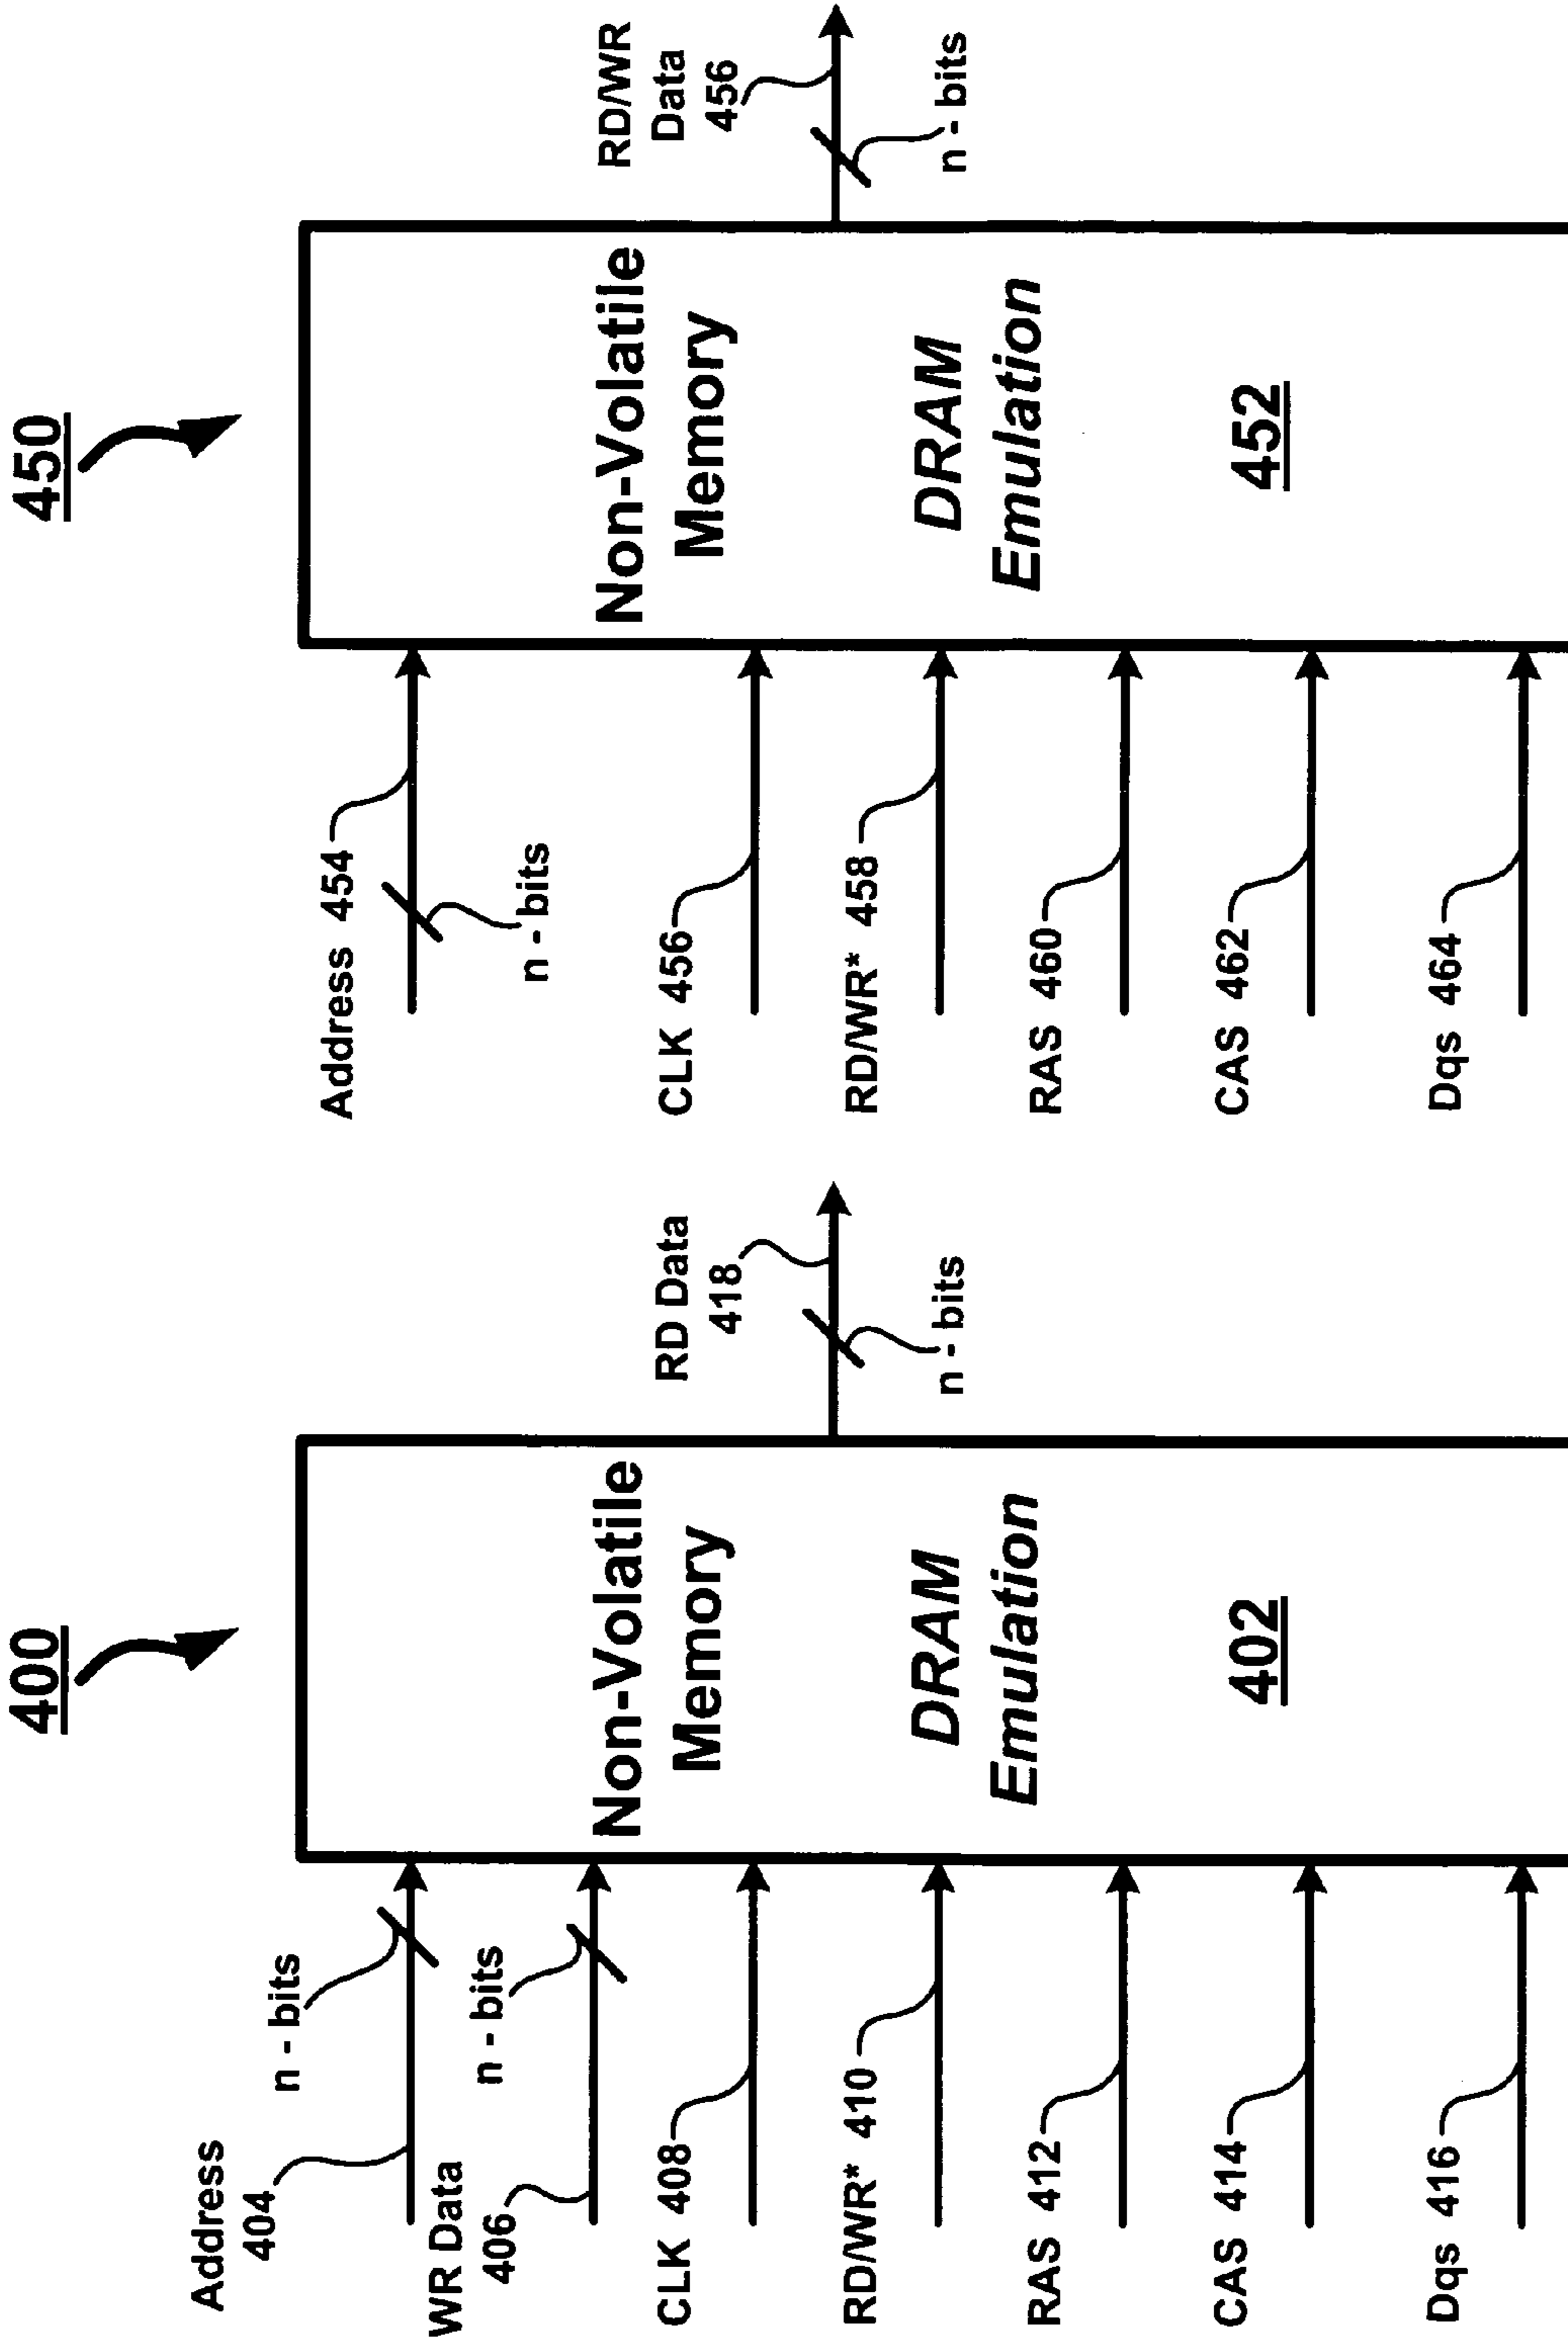 400
Address
404
n - bits
WR Data
406
n - bits
CLK 408
RD/WR* 410
RAS 412
CAS 414
Dqs 416
Non-Volatile
Memory
DRAM
Emulation
402
RD Data
418
n - bits
450
Address 454
n - bits
CLK 456
RD/WR* 458
RAS 460
CAS 462
Dqs 464
Non-Volatile
Memory
DRAM
Emulation
452
RD/WR
Data
456
n - bits